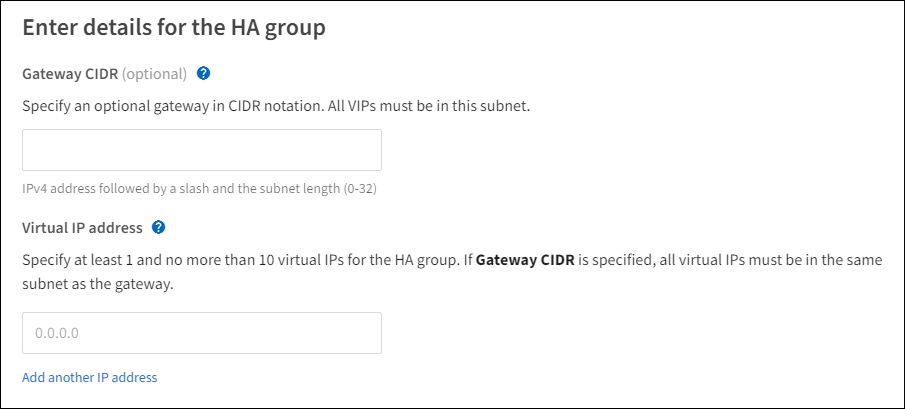 Enter details for the HA group
Gateway CIDR (optional) ?
Specify an optional gateway in CIDR notation. All VIPs must be in this subnet.
IPv4 address followed by a slash and the subnet length (0-32)
Virtual IP address ?
Specify at least 1 and no more than 10 virtual IPs for the HA group. If Gateway CIDR is specified, all virtual IPs must be in the same
subnet as the gateway.
0.0.0.0
Add another IP address